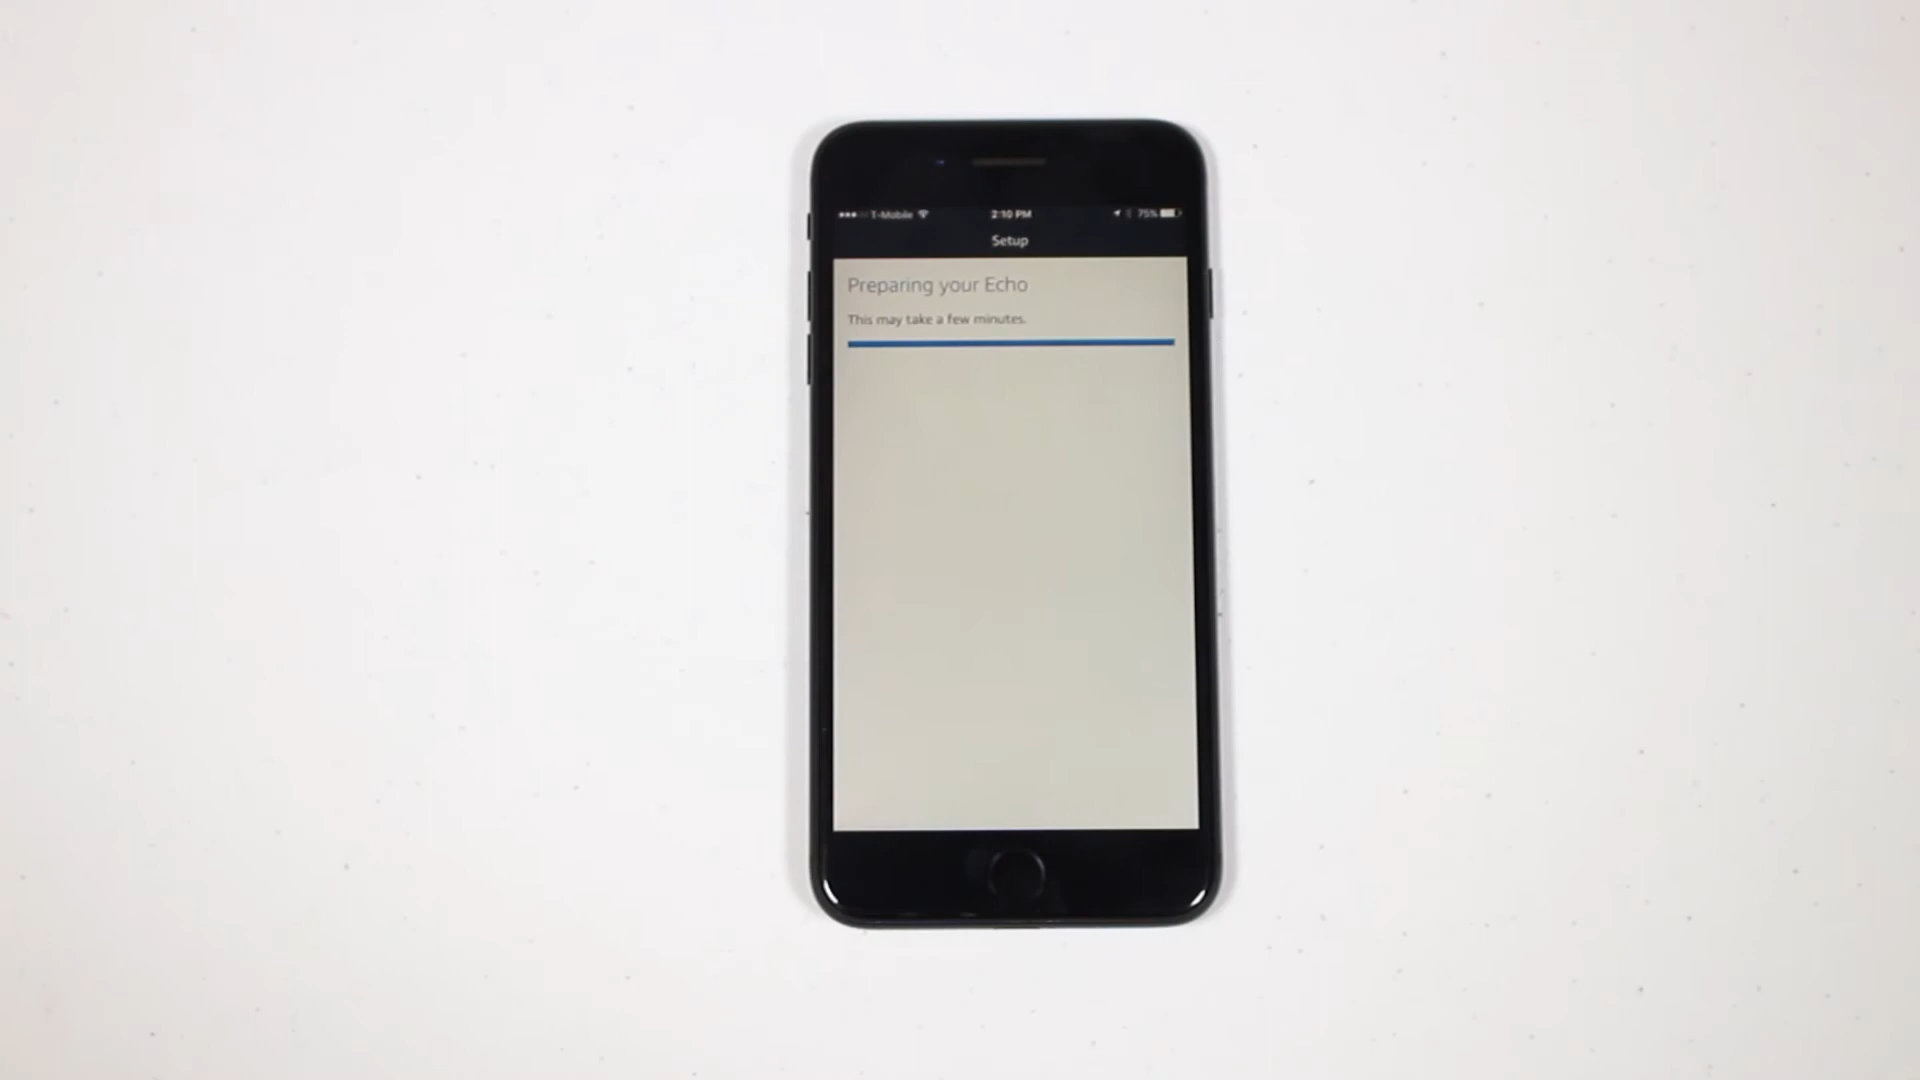 T-Mobile 2:10 PM 75%
Setup
Preparing your Echo
This may take a few minutes.